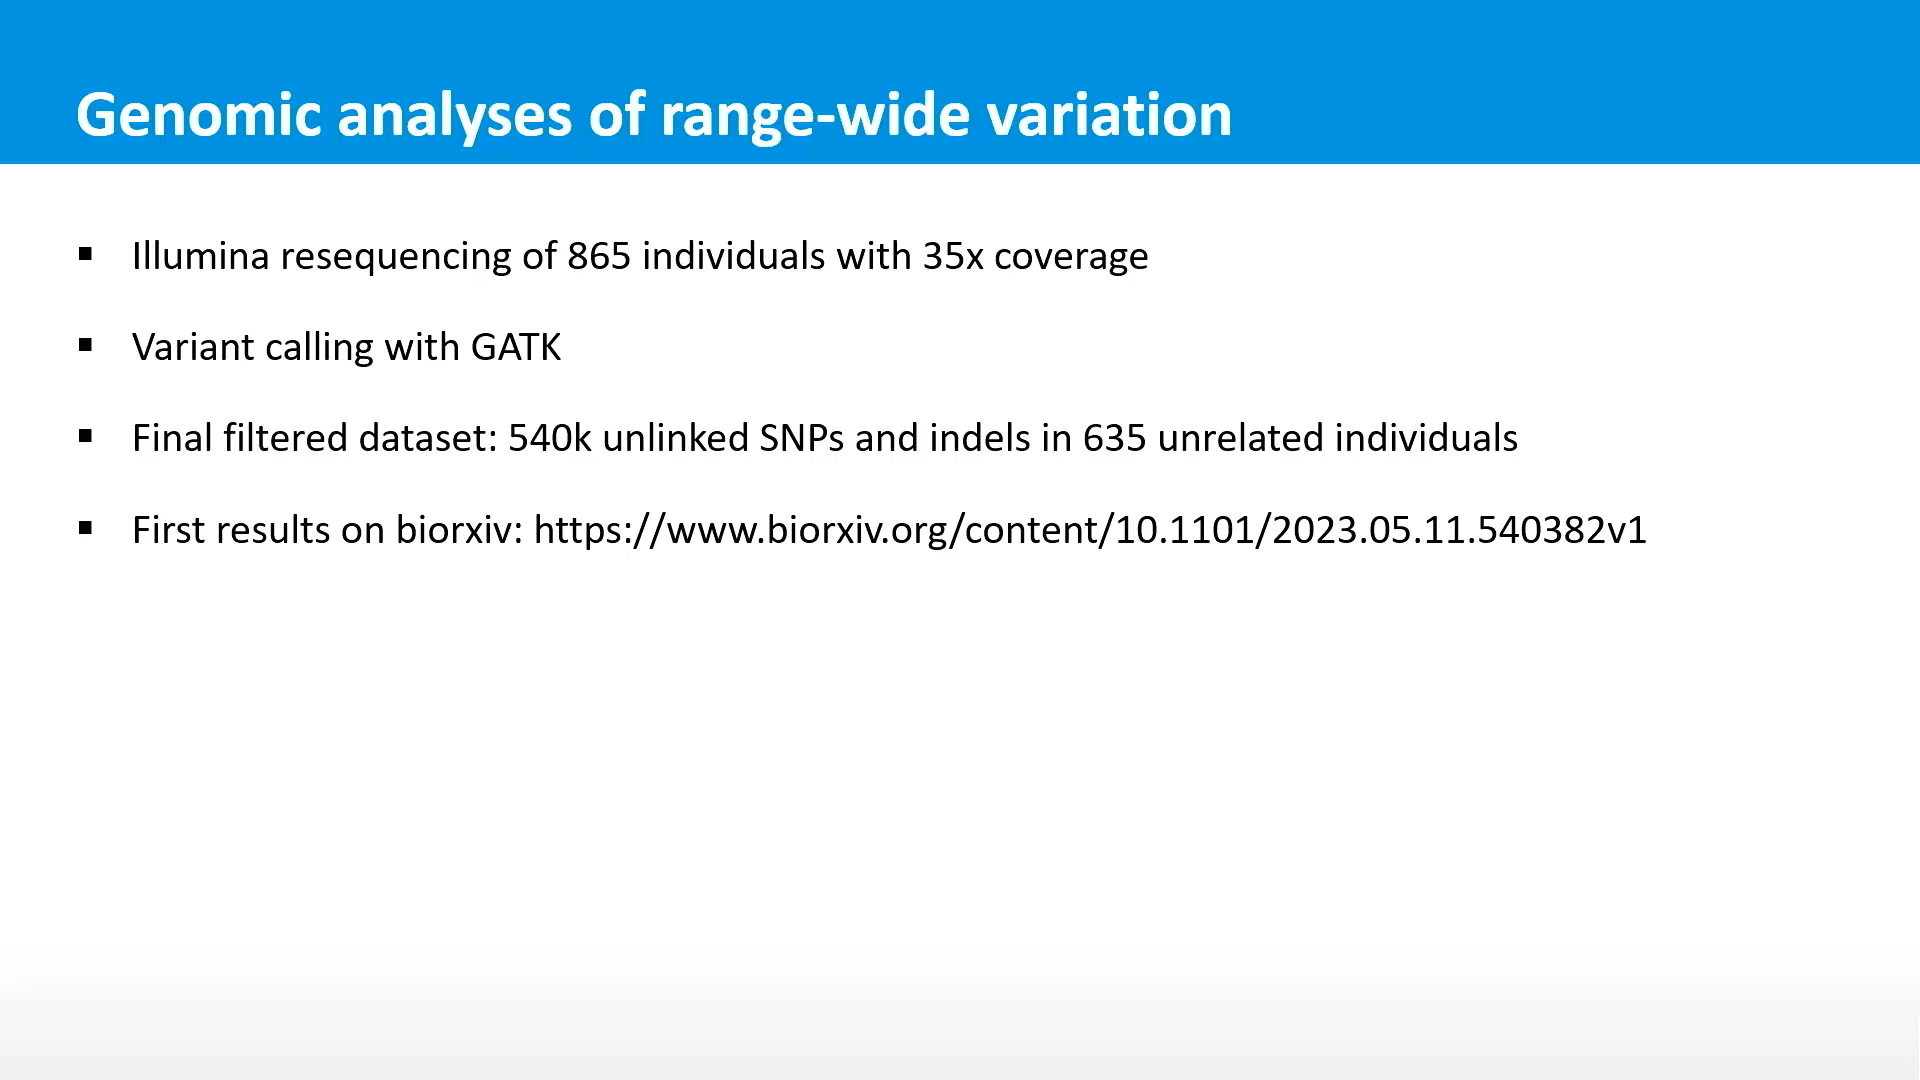 Genomic analyses of range-wide variation
▪ Illumina resequencing of 865 individuals with 35x coverage
▪ Variant calling with GATK
▪ Final filtered dataset: 540k unlinked SNPs and indels in 635 unrelated individuals
▪ First results on biorxiv: https://www.biorxiv.org/content/10.1101/2023.05.11.540382v1